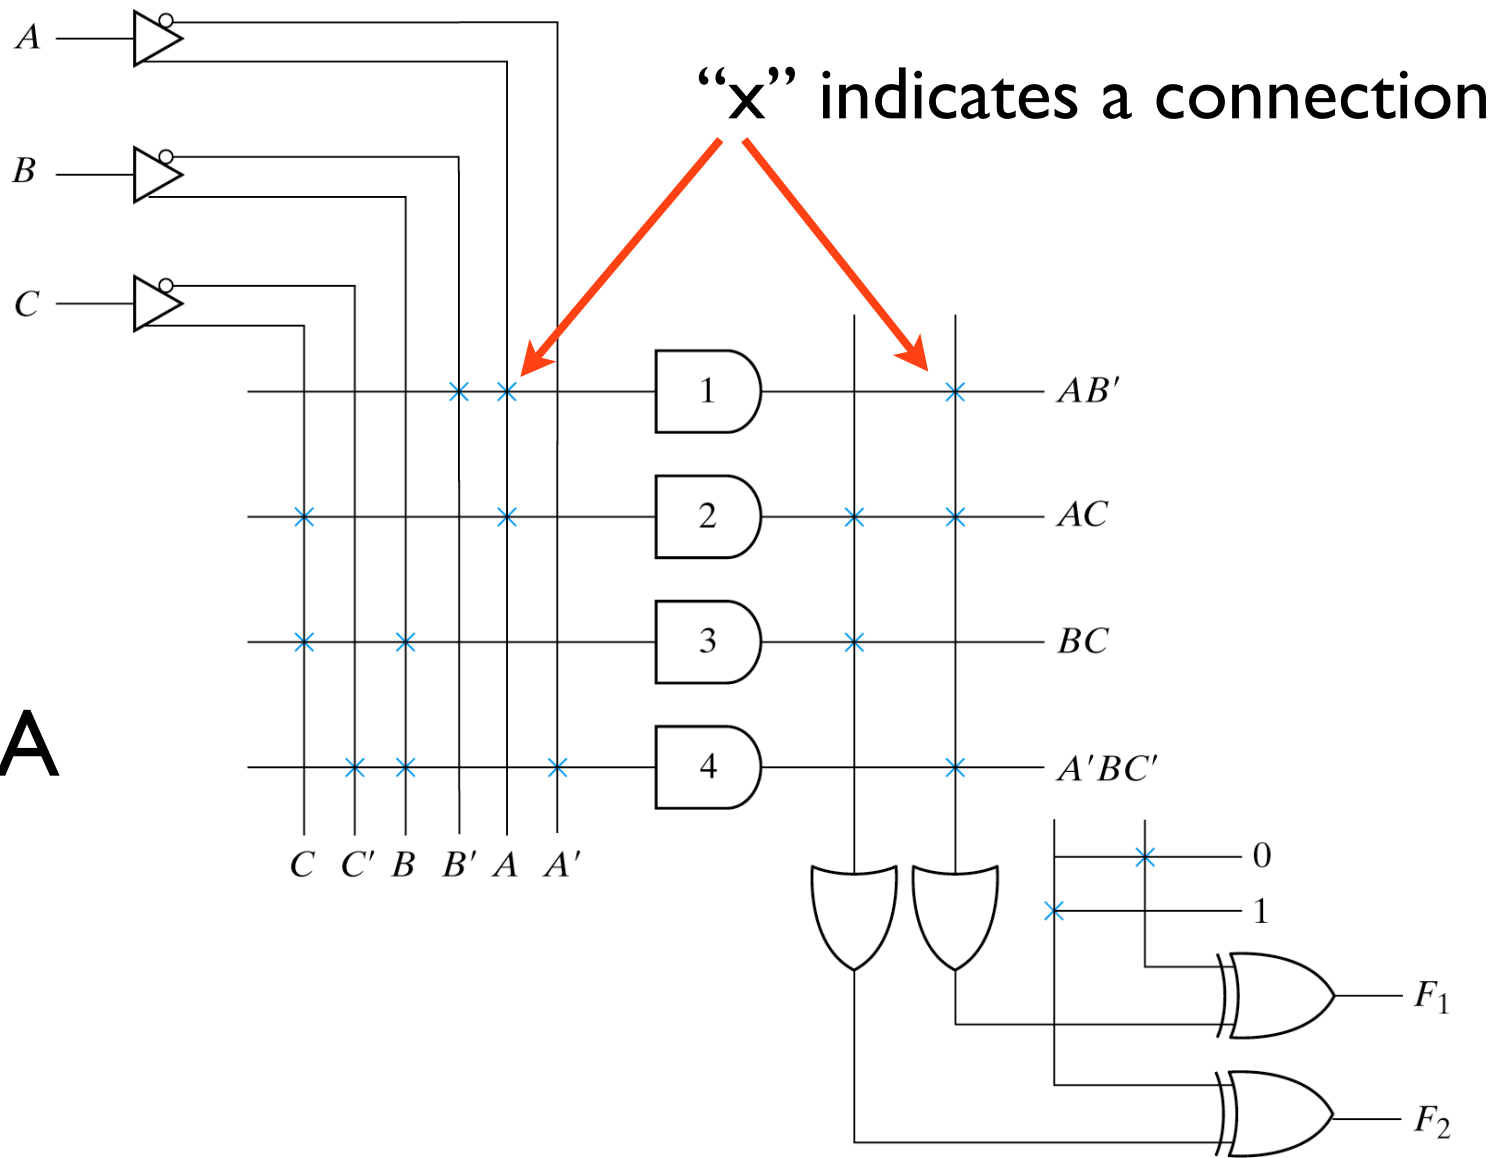 A
“x” indicates a connection
B
C
1 AB′
2 AC
3 BC
A
4 A′BC′
C C′ B B′ A A′
0
1
F1
F2